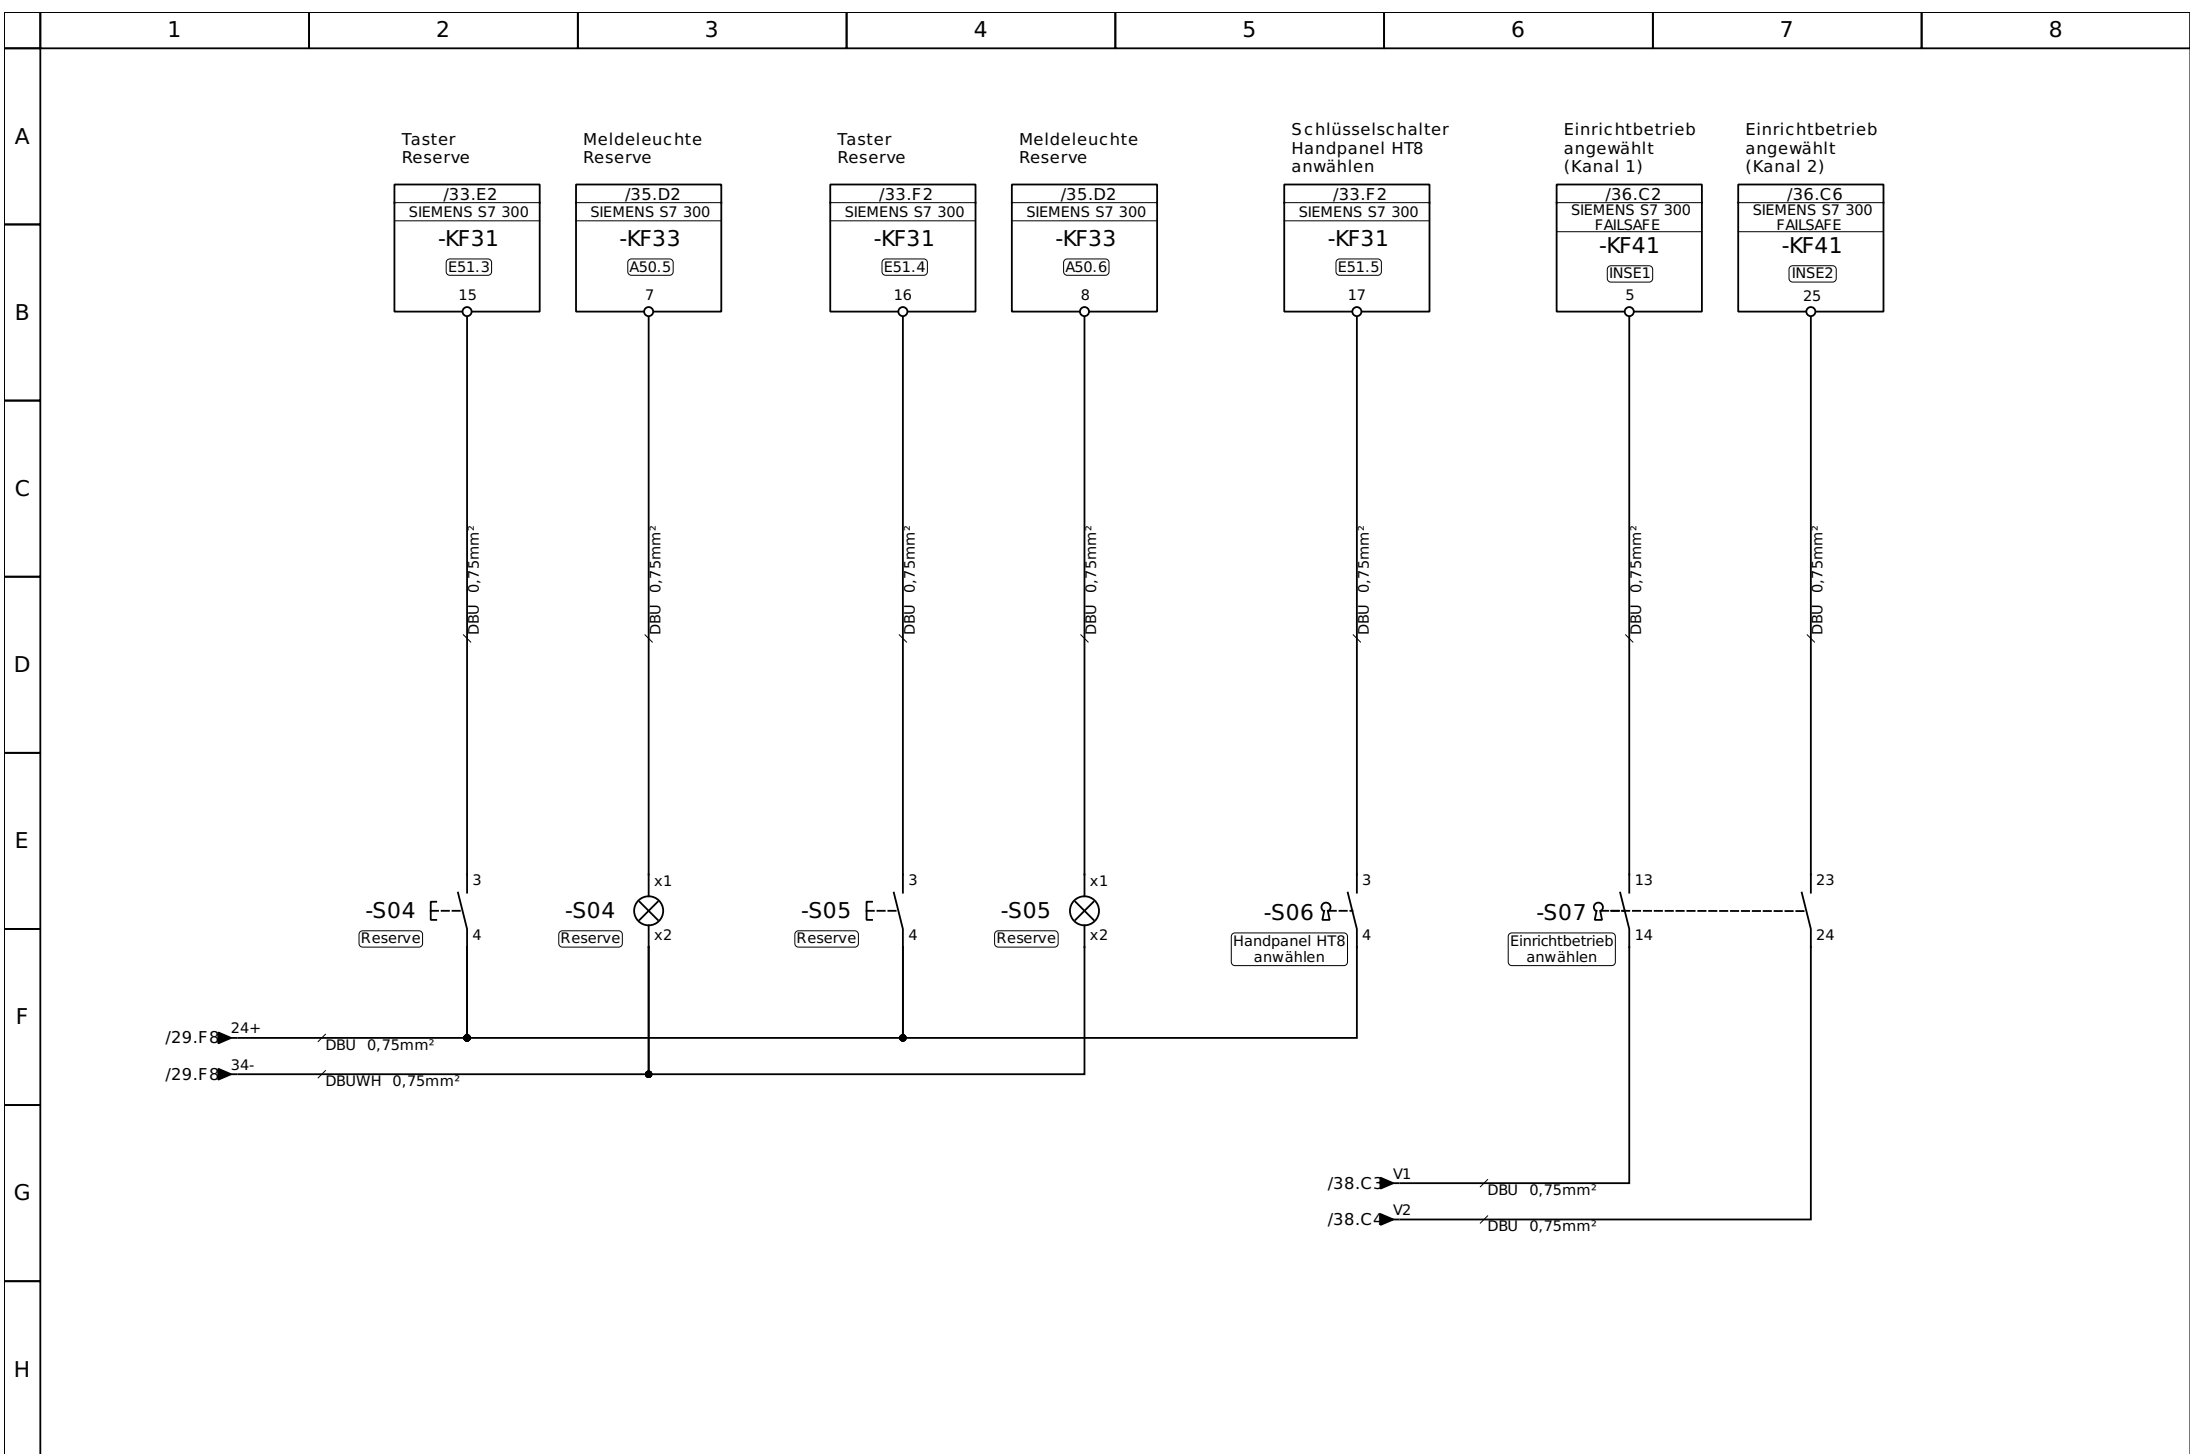 1 2 3 4 5 6 7 8
A
B
C
D
E
F
G
H
Taster
Reserve
/33.E2
SIEMENS S7 300
-KF31
E51.3
15
Meldeleuchte
Reserve
/35.D2
SIEMENS S7 300
-KF33
A50.5
7
Taster
Reserve
/33.F2
SIEMENS S7 300
-KF31
E51.4
16
Meldeleuchte
Reserve
/35.D2
SIEMENS S7 300
-KF33
A50.6
8
Schlüsselschalter
Handpanel HT8
anwählen
/33.F2
SIEMENS S7 300
-KF31
E51.5
17
Einrichtbetrieb
angewählt
(Kanal 1)
/36.C2
SIEMENS S7 300
FAILSAFE
-KF41
INSE1
5
Einrichtbetrieb
angewählt
(Kanal 2)
/36.C6
SIEMENS S7 300
FAILSAFE
-KF41
INSE2
25
DBU 0,75mm²
DBU 0,75mm²
DBU 0,75mm²
DBU 0,75mm²
DBU 0,75mm²
DBU 0,75mm²
DBU 0,75mm²
3
-S04
Reserve
4
x1
-S04
Reserve
x2
3
-S05
Reserve
4
x1
-S05
Reserve
x2
3
-S06
4
Handpanel HT8
anwählen
13
-S07
14
Einrichtbetrieb
anwählen
23
24
/29.F8 24+
DBU 0,75mm²
/29.F8 34-
DBUWH 0,75mm²
/38.C3 V1
DBU 0,75mm²
/38.C4 V2
DBU 0,75mm²